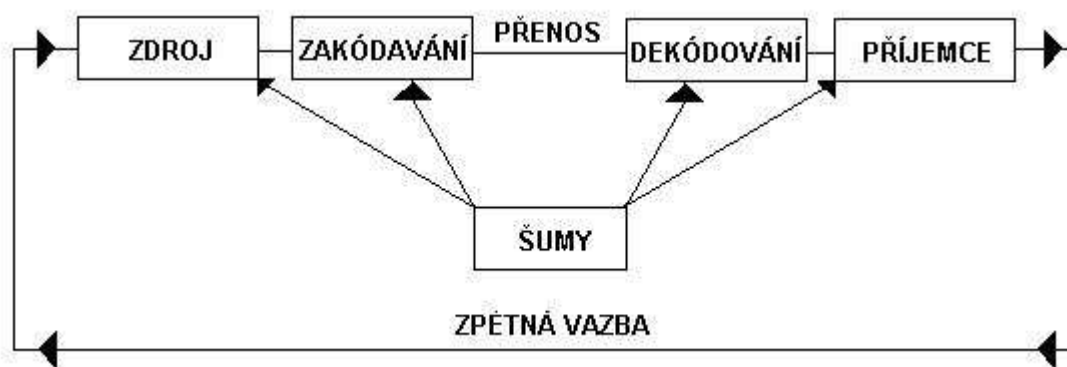 ZDROJ
ZAKÓDAVÁNÍ
PŘENOS
DEKÓDOVÁNÍ
PŘÍJEMCE
ŠUMY
ZPĚTNÁ VAZBA